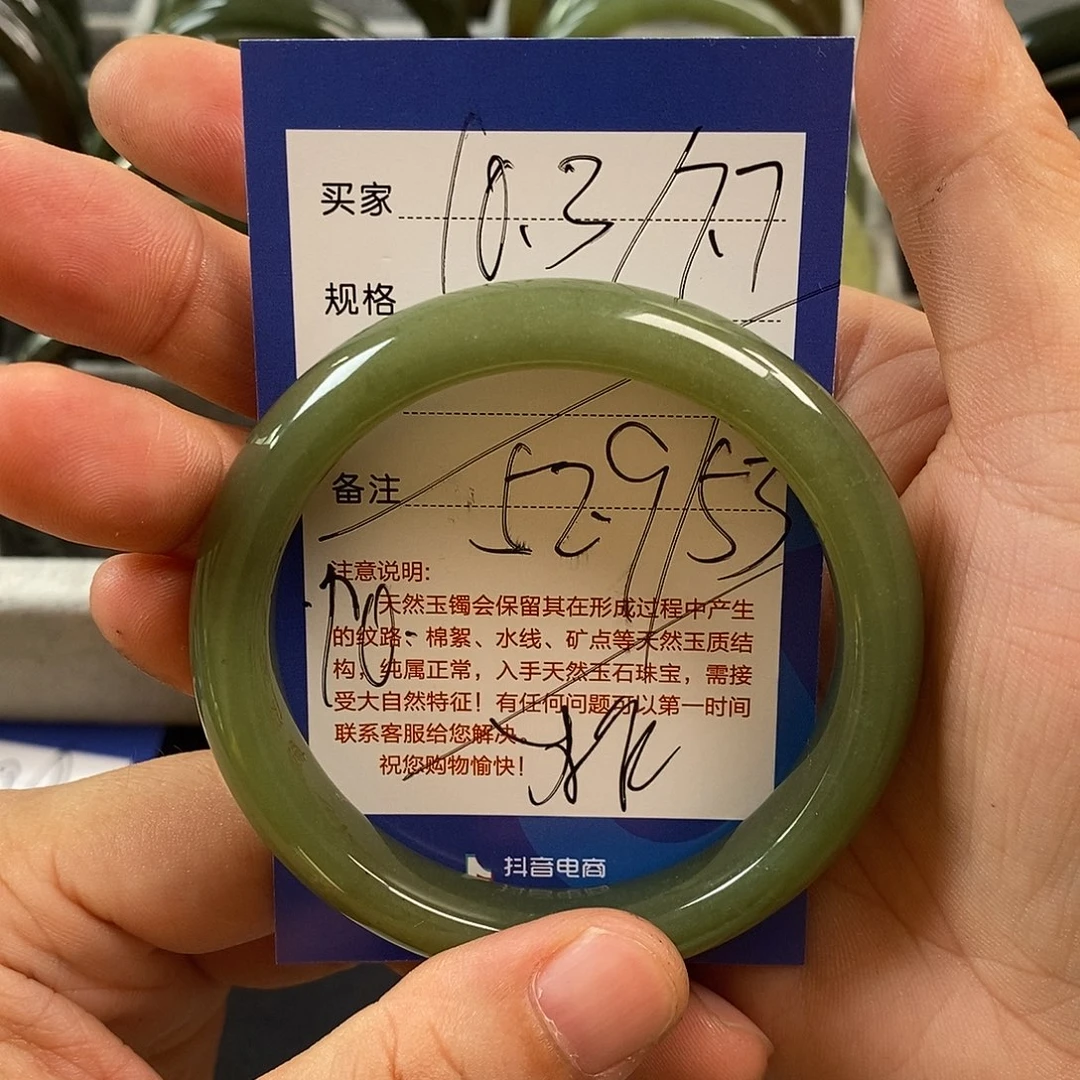 买家 10.3/7.7
规格
备注 52.9/53
70.
注意说明:
天然玉镯会保留其在形成过程中产生
的纹路、棉絮、水线、矿点等天然玉质结
构，纯属正常，入手天然玉石珠宝，需接
受大自然特征！有任何问题可以第一时间
联系客服给您解决。
祝您购物愉快！
抖音电商